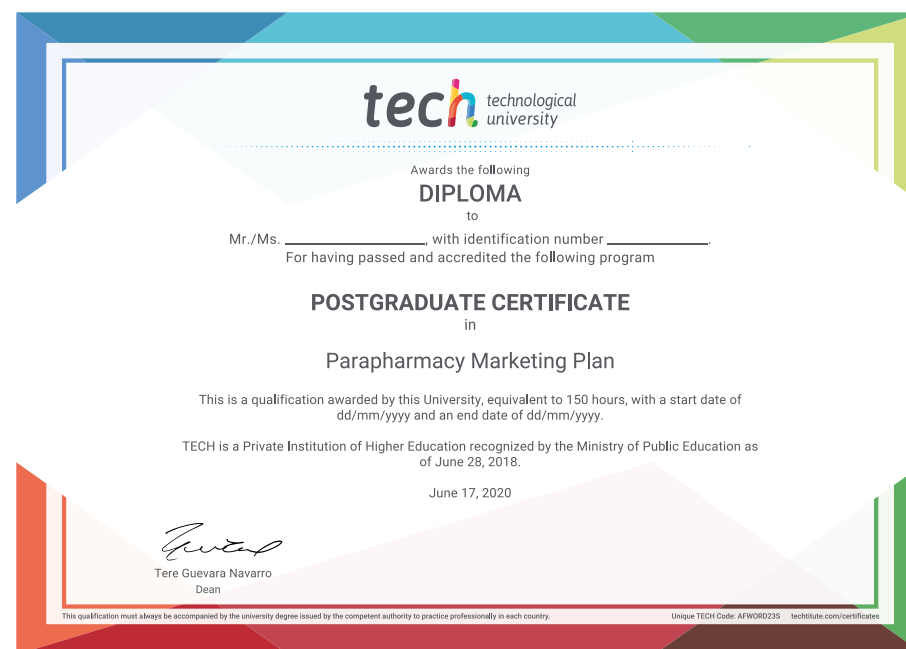 tech technological
university
Awards the following
DIPLOMA
to
Mr./Ms. ____________________, with identification number ______________.
For having passed and accredited the following program
POSTGRADUATE CERTIFICATE
in
Parapharmacy Marketing Plan
This is a qualification awarded by this University, equivalent to 150 hours, with a start date of
dd/mm/yyyy and an end date of dd/mm/yyyy.
TECH is a Private Institution of Higher Education recognized by the Ministry of Public Education as
of June 28, 2018.
June 17, 2020
Tere Guevara Navarro
Dean
This qualification must always be accompanied by the university degree issued by the competent authority to practice professionally in each country.
Unique TECH Code: AFWORD23S techtitute.com/certificates